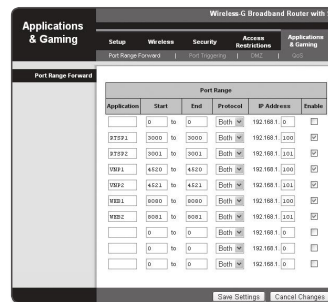 Wireless-G Broadband Router with
Applications & Gaming
Setup Wireless Security Access Restrictions Applications & Gaming
Port Range Forward | Port Triggering | DMZ | QoS
Port Range Forward
Port Range
Application Start End Protocol IP Address Enable
0 to 0 Both 192.168.1. 0
RTSP1 3000 to 3000 Both 192.168.1. 100
RTSP2 3001 to 3001 Both 192.168.1. 101
VNP1 4520 to 4520 Both 192.168.1. 100
VNP2 4521 to 4521 Both 192.168.1. 101
WEB1 8080 to 8080 Both 192.168.1. 100
WEB2 8081 to 8081 Both 192.168.1. 101
0 to 0 Both 192.168.1. 0
0 to 0 Both 192.168.1. 0
0 to 0 Both 192.168.1. 0
Save Settings Cancel Changes